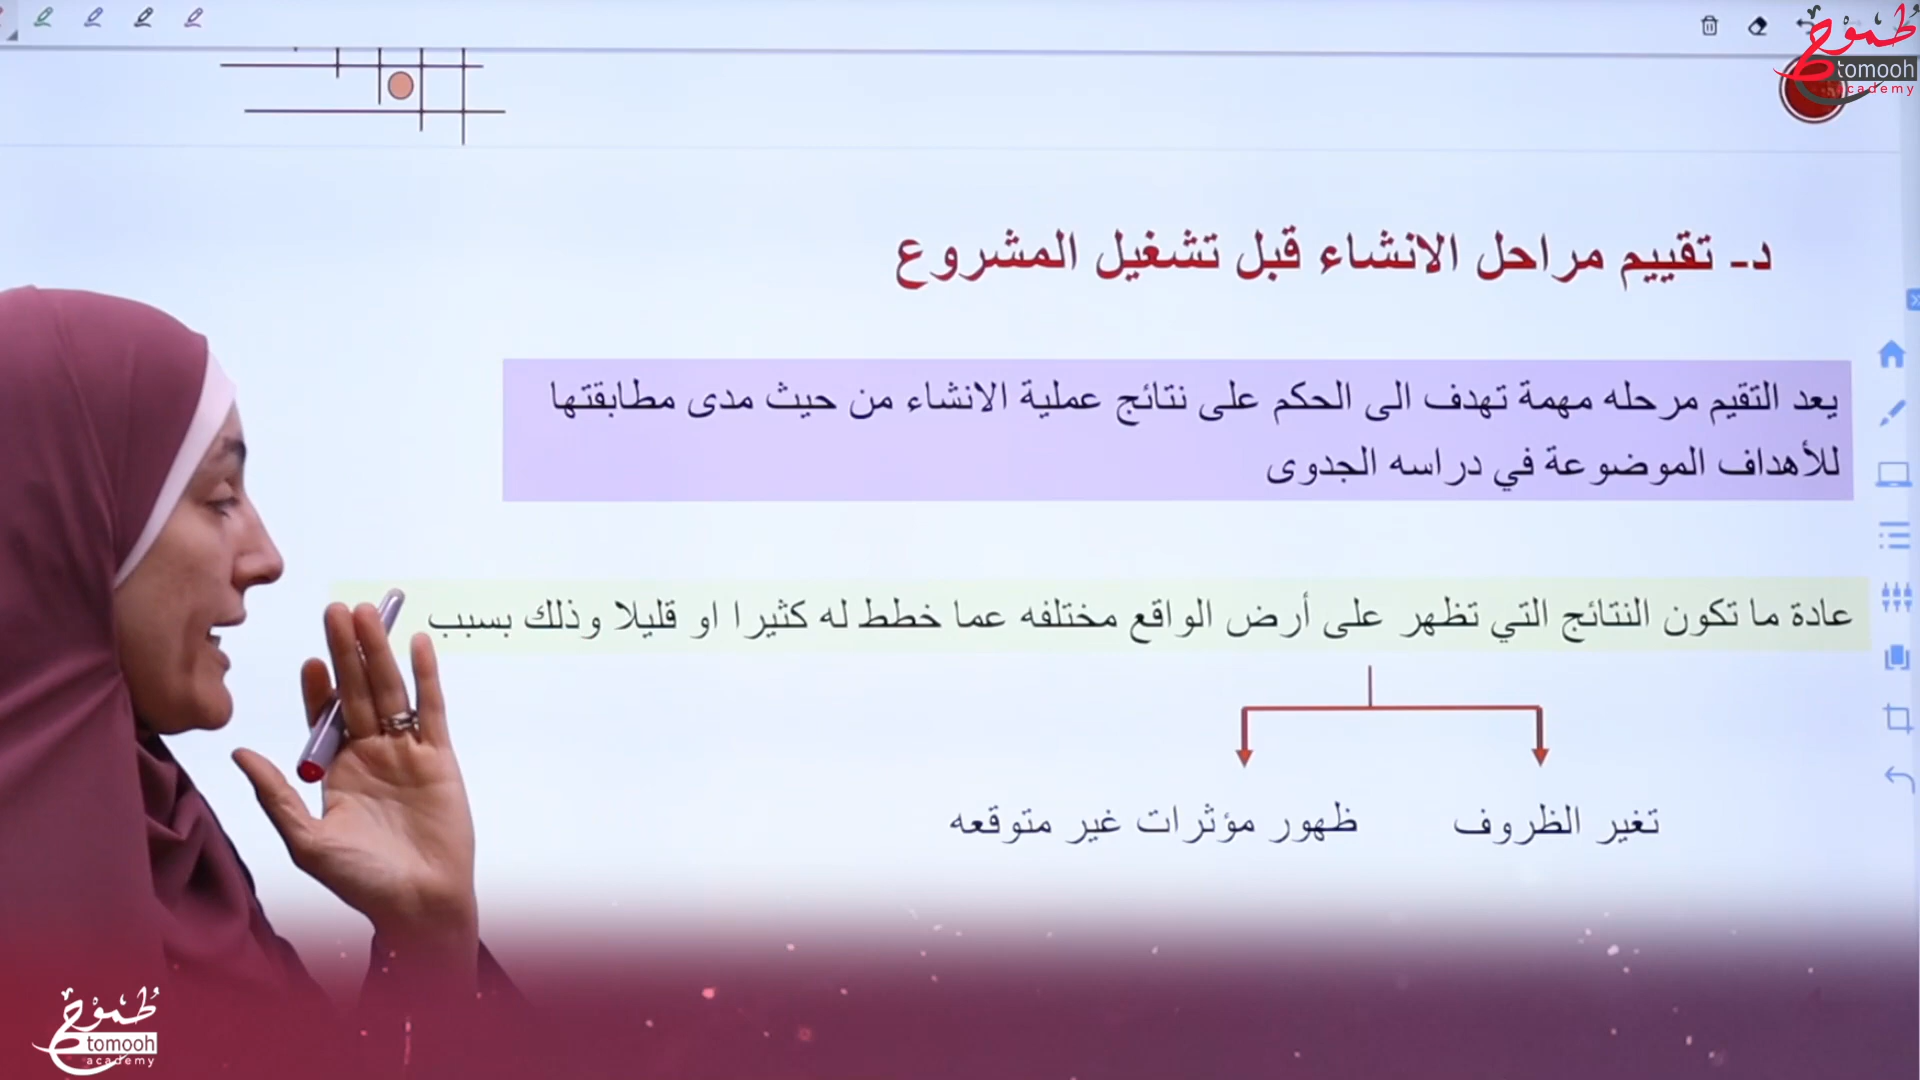 طموح
tomooh
academy
د- تقييم مراحل الانشاء قبل تشغيل المشروع
يعد التقيم مرحله مهمة تهدف الى الحكم على نتائج عملية الانشاء من حيث مدى مطابقتها
للأهداف الموضوعة في دراسه الجدوى
عادة ما تكون النتائج التي تظهر على أرض الواقع مختلفه عما خطط له كثيرا او قليلا وذلك بسبب
تغير الظروف
ظهور مؤثرات غير متوقعه
طموح
tomooh
academy